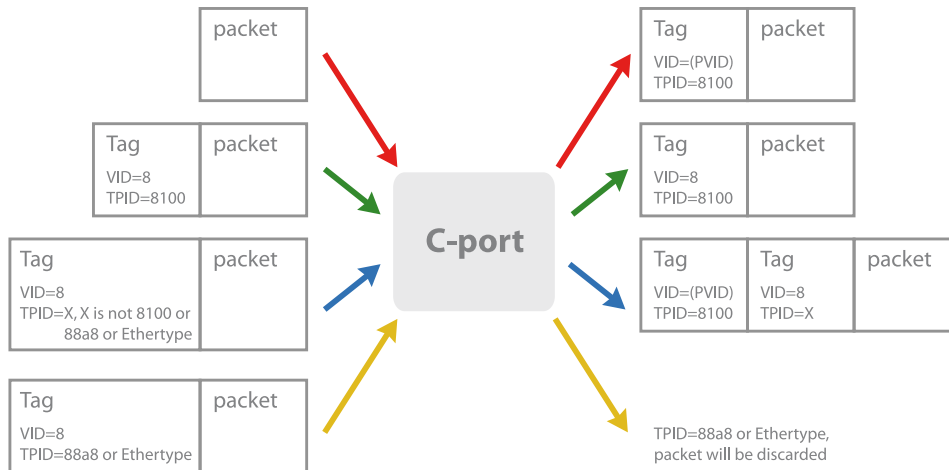 packet
Tag
VID=8
TPID=8100
packet
Tag
VID=8
TPID=X, X is not 8100 or
88a8 or Ethertype
packet
Tag
VID=8
TPID=88a8 or Ethertype
packet
C-port
Tag
VID=(PVID)
TPID=8100
packet
Tag
VID=8
TPID=8100
packet
Tag
VID=(PVID)
TPID=8100
Tag
VID=8
TPID=X
packet
TPID=88a8 or Ethertype,
packet will be discarded